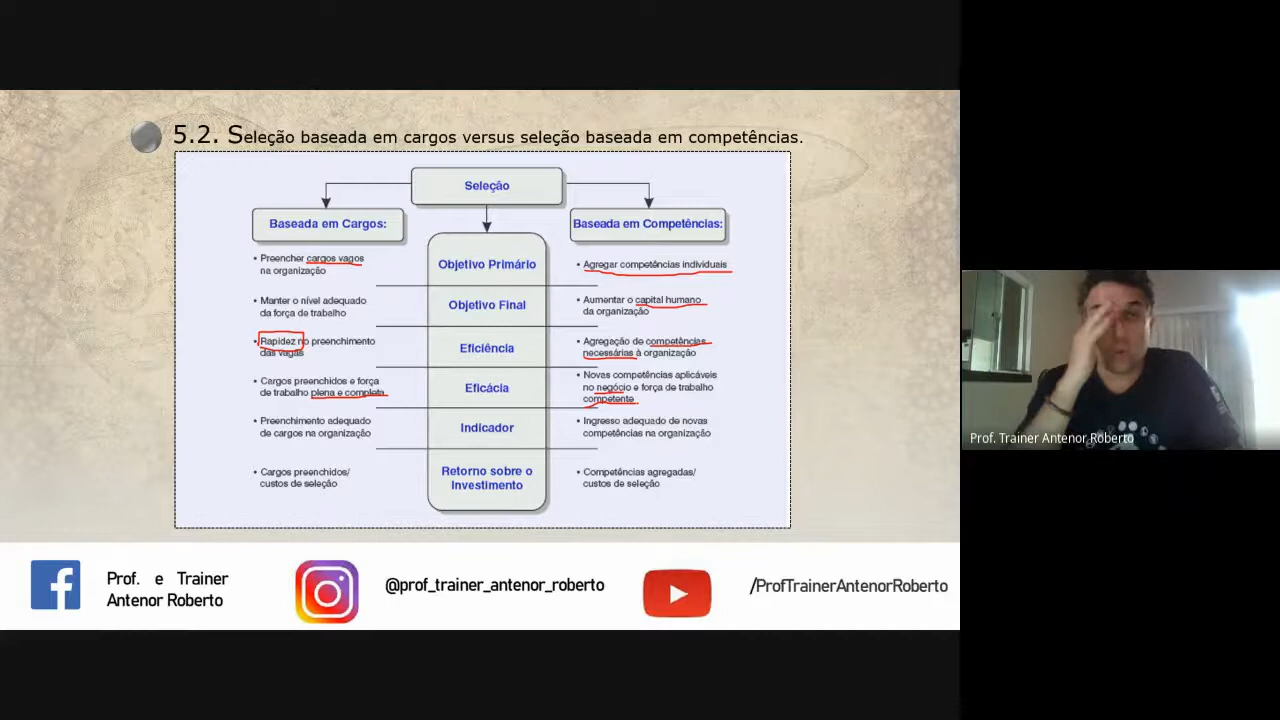 5.2. Seleção baseada em cargos versus seleção baseada em competências.
Seleção
Baseada em Cargos:
Baseada em Competências:
• Preencher cargos vagos
na organização
Objetivo Primário
• Agregar competências individuais
• Manter o nível adequado
da força de trabalho
Objetivo Final
• Aumentar o capital humano
da organização
• Rapidez no preenchimento
das vagas
Eficiência
• Agregação de competências
necessárias à organização
• Cargos preenchidos e força
de trabalho plena e completa
Eficácia
• Novas competências aplicáveis
no negócio e força de trabalho
competente
• Preenchimento adequado
de cargos na organização
Indicador
• Ingresso adequado de novas
competências na organização
• Cargos preenchidos/
custos de seleção
Retorno sobre o
Investimento
• Competências agregadas/
custos de seleção
Prof. Trainer Antenor Roberto
Prof. e Trainer
Antenor Roberto
@prof_trainer_antenor_roberto
/ProfTrainerAntenorRoberto